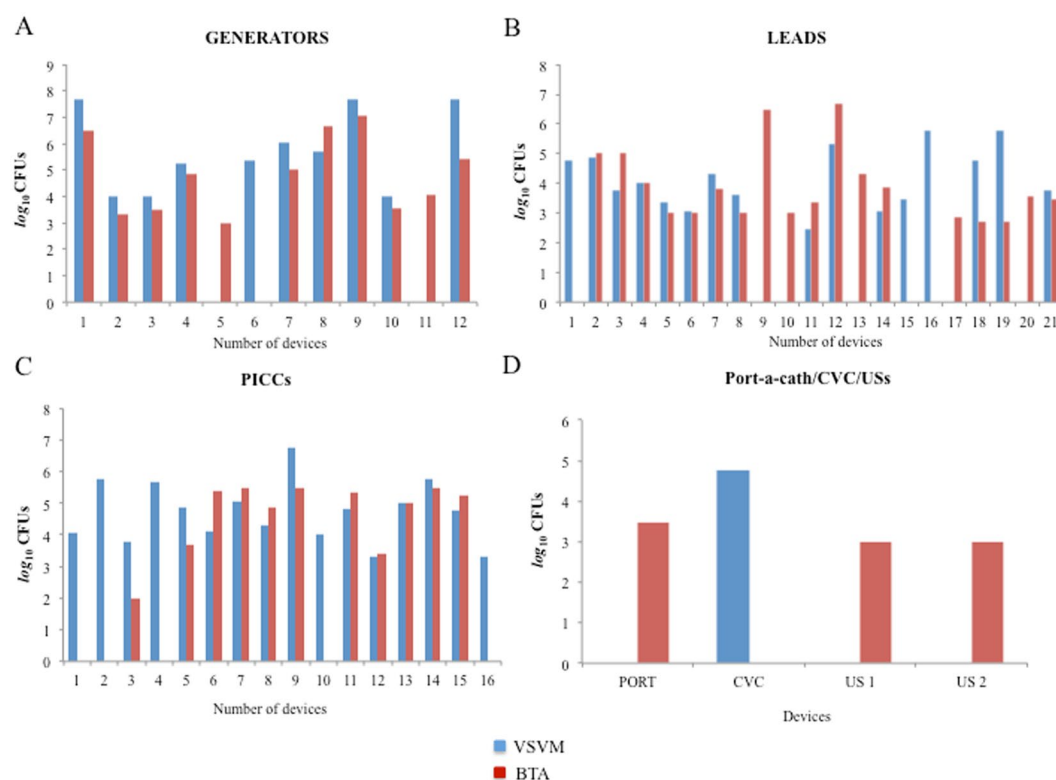 A
GENERATORS
log10 CFUs
9
8
7
6
5
4
3
2
1
0
1 2 3 4 5 6 7 8 9 10 11 12
Number of devices
B
LEADS
log10 CFUs
8
7
6
5
4
3
2
1
0
1 2 3 4 5 6 7 8 9 10 11 12 13 14 15 16 17 18 19 20 21
Number of devices
C
PICCs
log10 CFUs
8
7
6
5
4
3
2
1
0
1 2 3 4 5 6 7 8 9 10 11 12 13 14 15 16
Number of devices
D
Port-a-cath/CVC/USs
log10 CFUs
6
5
4
3
2
1
0
PORT CVC US 1 US 2
Devices
VSVM
BTA